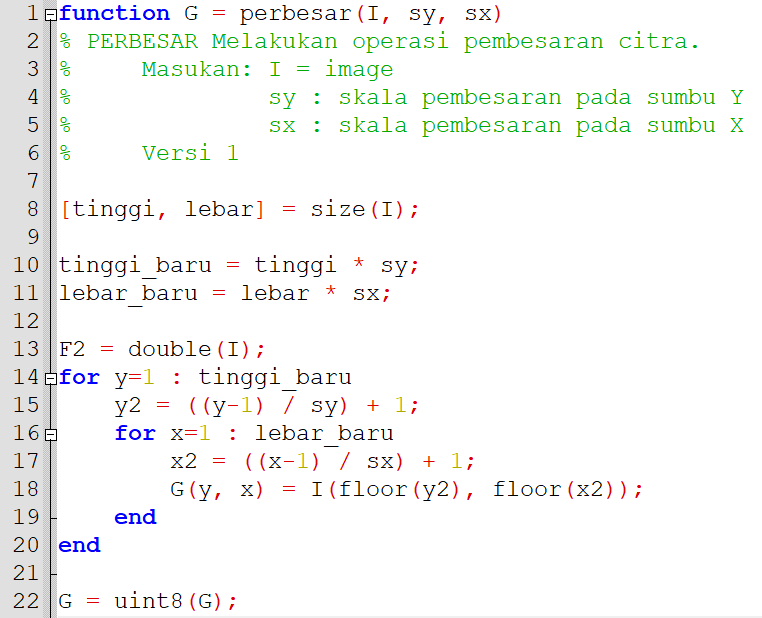 1 function G = perbesar(I, sy, sx)
2 % PERBESAR Melakukan operasi pembesaran citra.
3 %     Masukan: I = image
4 %              sy : skala pembesaran pada sumbu Y
5 %              sx : skala pembesaran pada sumbu X
6 %     Versi 1
7
8 [tinggi, lebar] = size(I);
9
10 tinggi_baru = tinggi * sy;
11 lebar_baru = lebar * sx;
12
13 F2 = double(I);
14 for y=1 : tinggi_baru
15     y2 = ((y-1) / sy) + 1;
16     for x=1 : lebar_baru
17         x2 = ((x-1) / sx) + 1;
18         G(y, x) = I(floor(y2), floor(x2));
19     end
20 end
21
22 G = uint8(G);